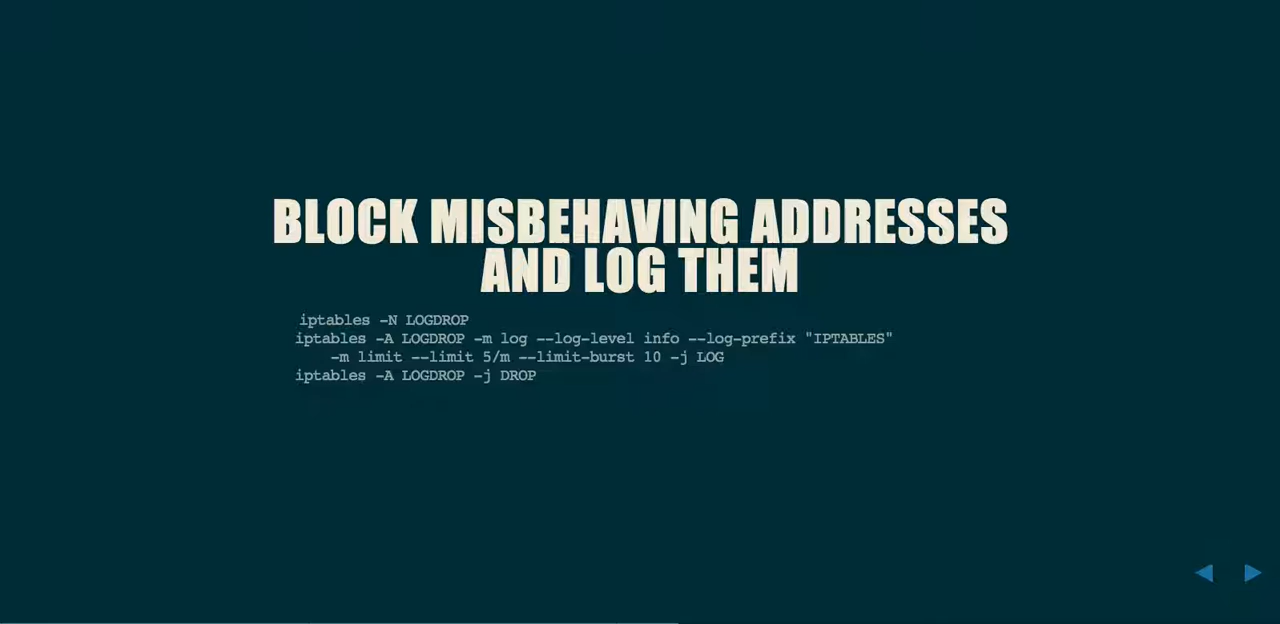 BLOCK MISBEHAVING ADDRESSES
AND LOG THEM
iptables -N LOGDROP
iptables -A LOGDROP -m log --log-level info --log-prefix "IPTABLES"
-m limit --limit 5/m --limit-burst 10 -j LOG
iptables -A LOGDROP -j DROP